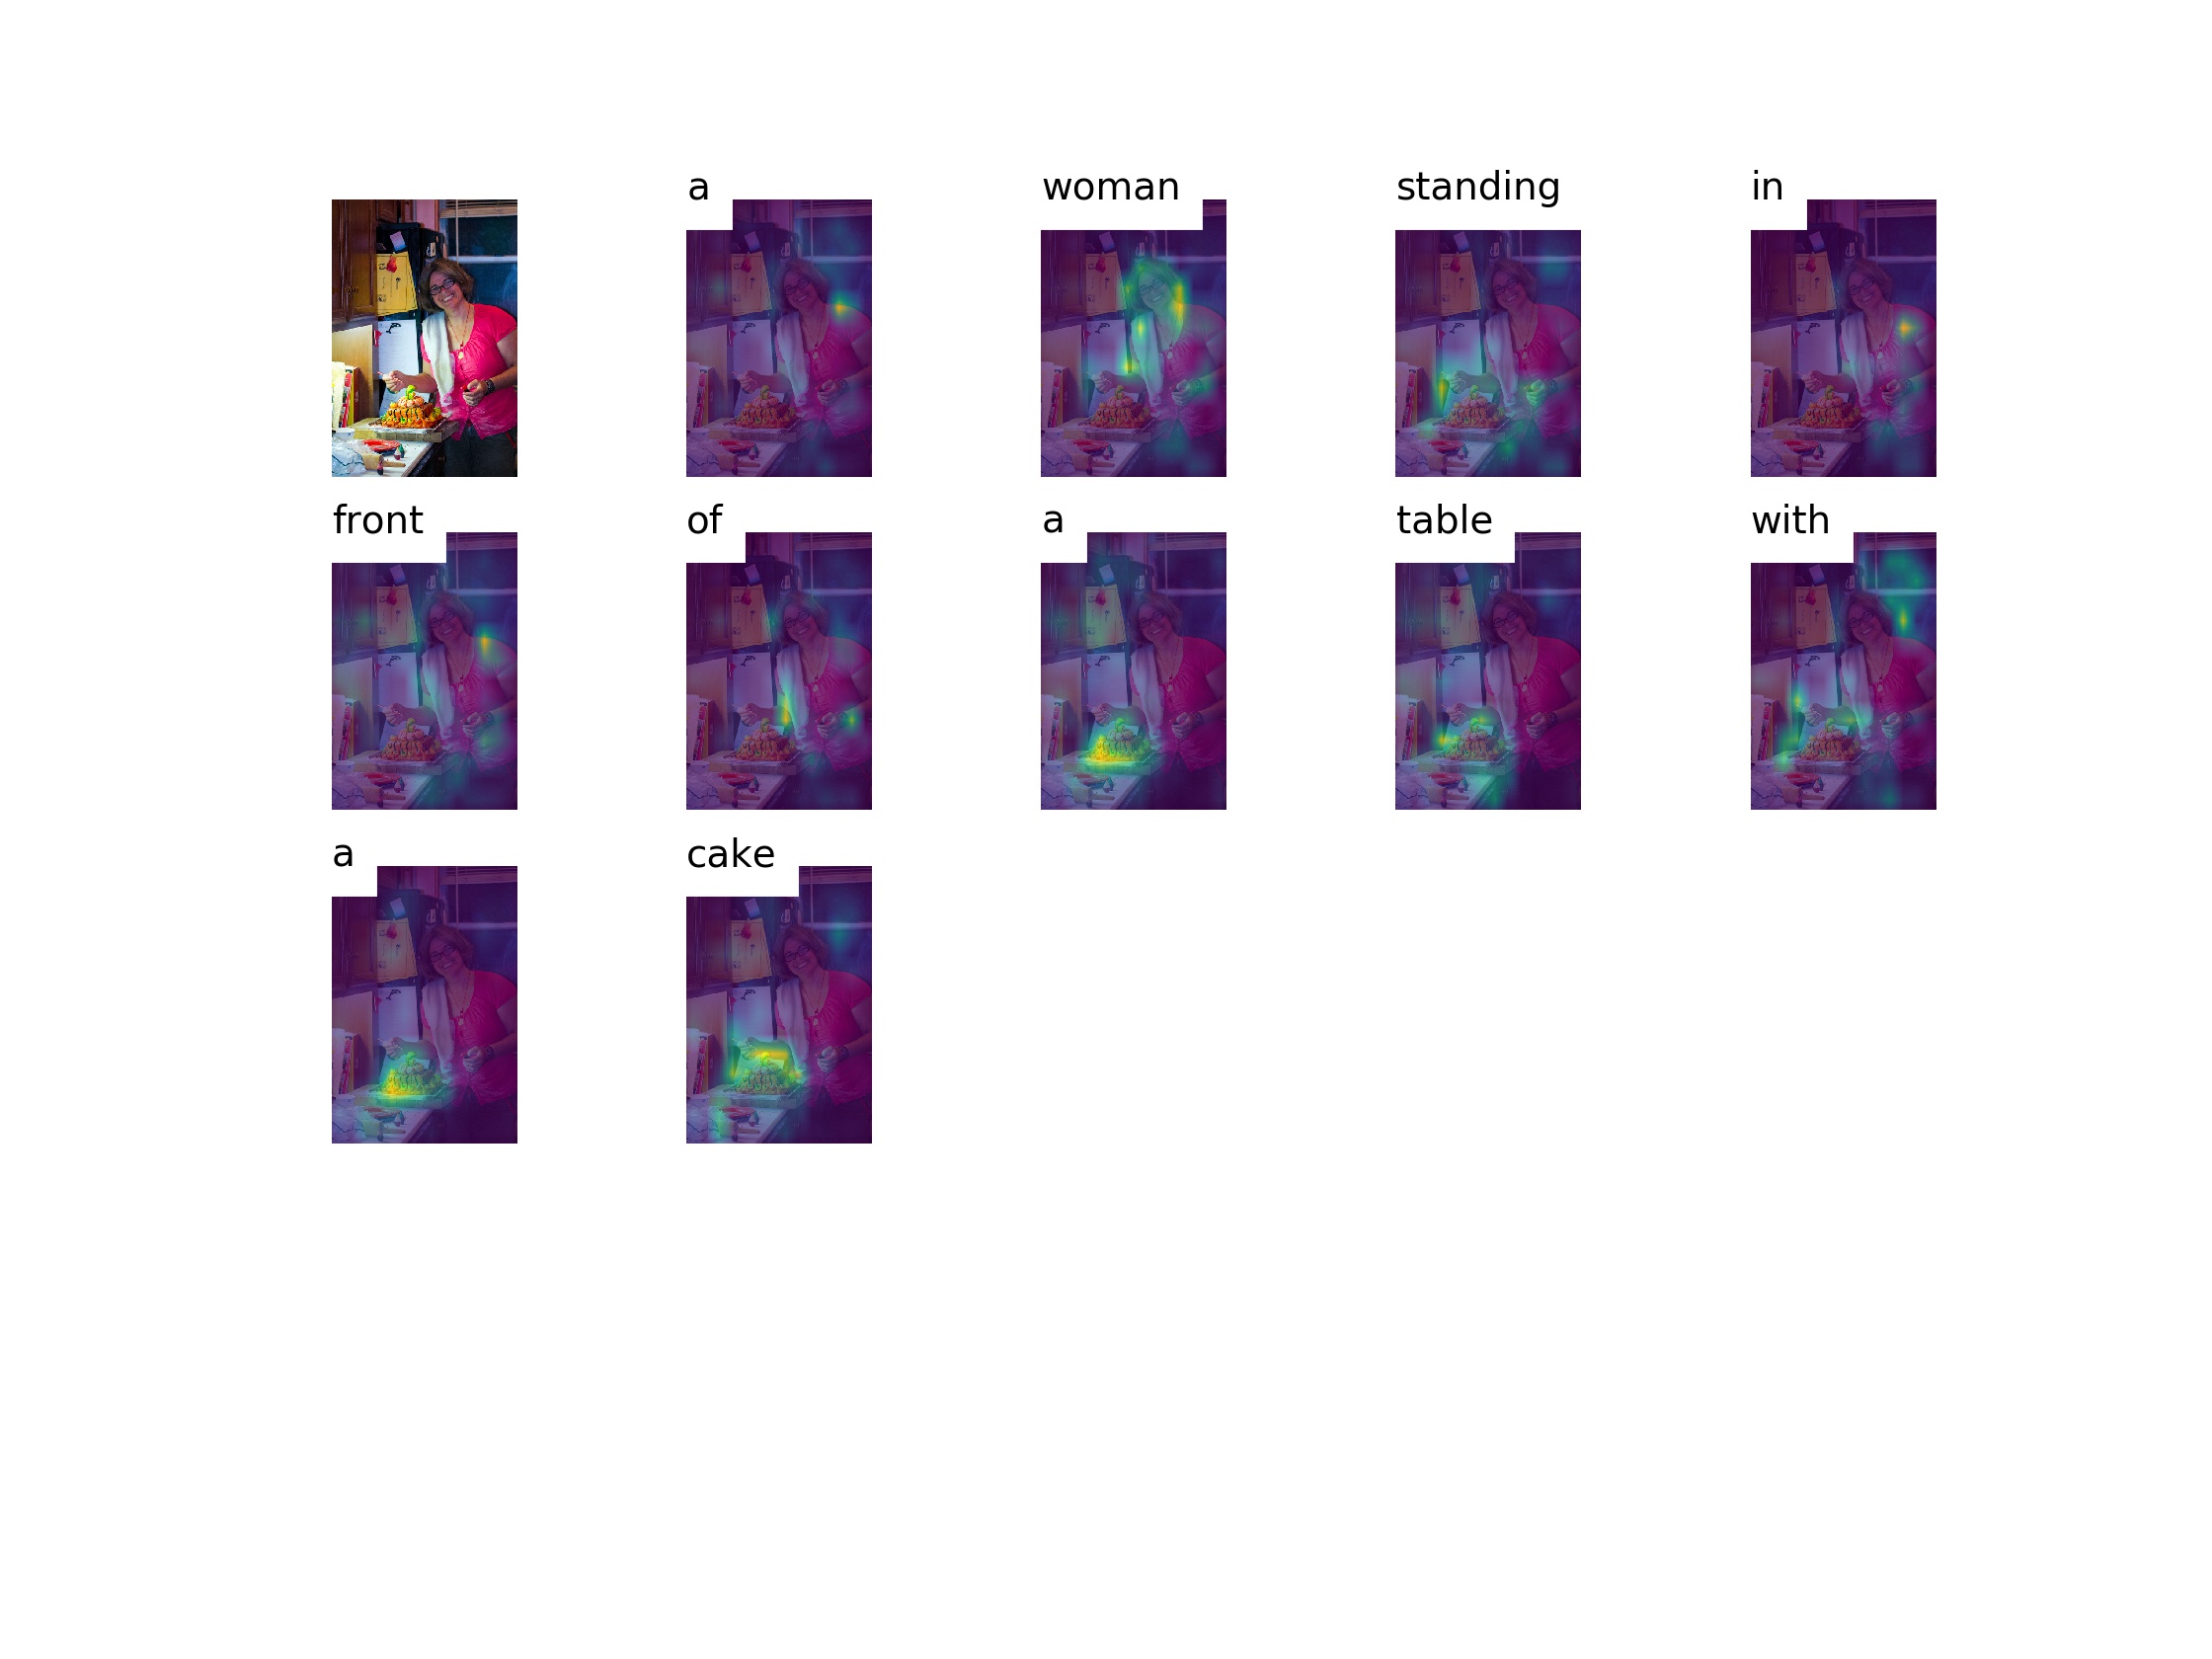 a woman standing in
front of a table with
a cake